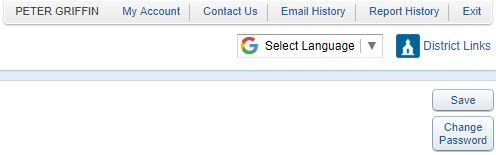 PETER GRIFFIN My Account Contact Us Email History Report History Exit
Select Language ▼ District Links
Save
Change
Password